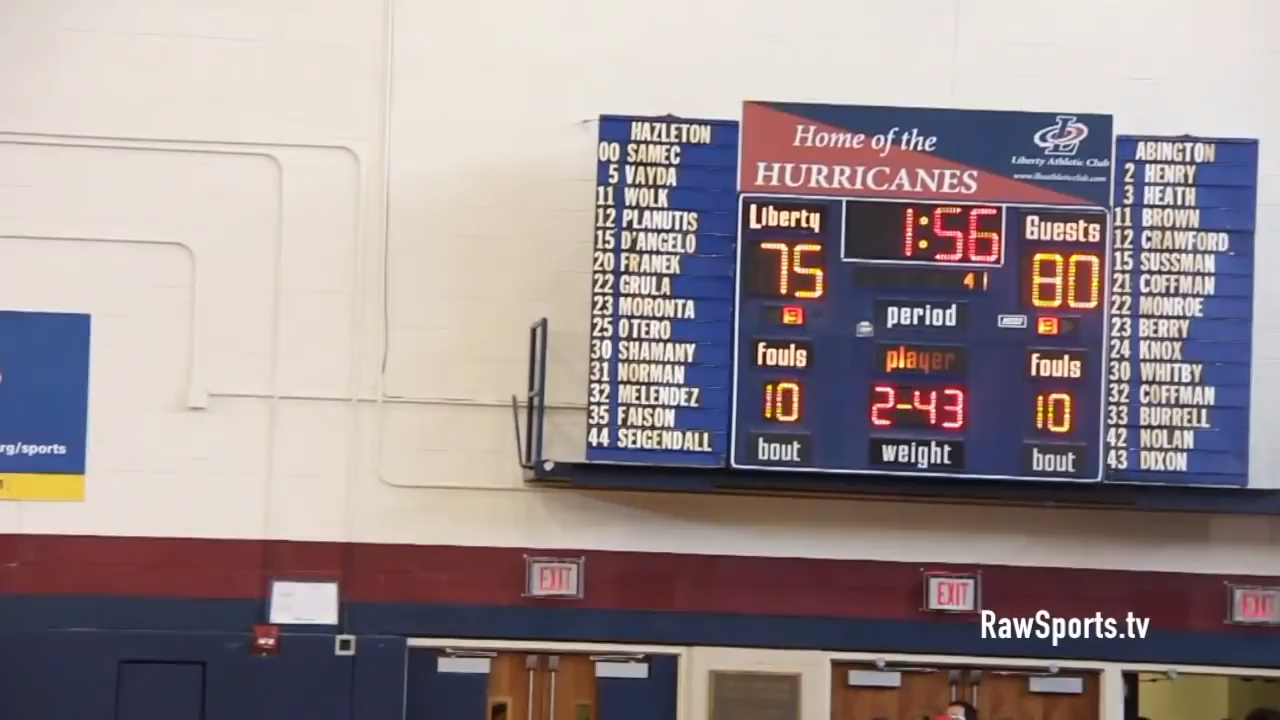 HAZLETON
00 SAMEC
5 VAYDA
11 WOLK
12 PLANUTIS
15 D'ANGELO
20 FRANEK
22 GRULA
23 MORONTA
25 OTERO
30 SHAMANY
31 NORMAN
32 MELENDEZ
35 FAISON
44 SEIGENDALL
Home of the
HURRICANES
Liberty Athletic Club
Liberty 1:56 Guests
75 80
4
period
3 3
fouls player fouls
10 2-43 10
bout weight bout
ABINGTON
2 HENRY
3 HEATH
11 BROWN
12 CRAWFORD
15 SUSSMAN
21 COFFMAN
22 MONROE
23 BERRY
24 KNOX
30 WHITBY
32 COFFMAN
33 BURRELL
42 NOLAN
43 DIXON
rg/sports
EXIT
EXIT
EXIT
RawSports.tv